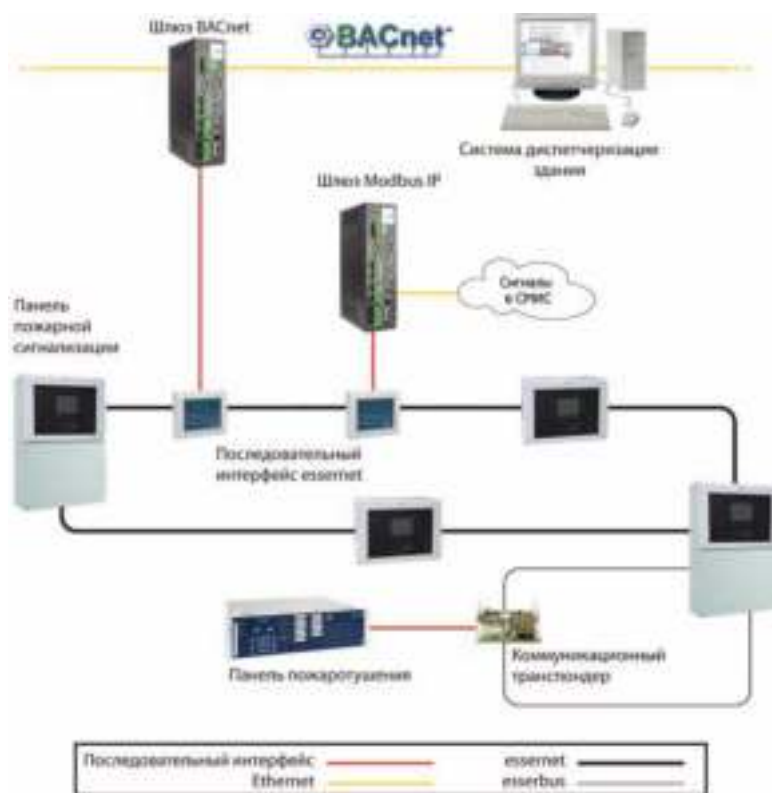 Шлюз BACnet
BACnet
Система диспетчеризации
здания
Шлюз Modbus IP
Сигналы
в СМИС
Панель
пожарной
сигнализации
Последовательный
интерфейс essernet
Панель пожаротушения
Коммуникационный
транспондер
Последовательный интерфейс
essernet
Ethernet
esserbus